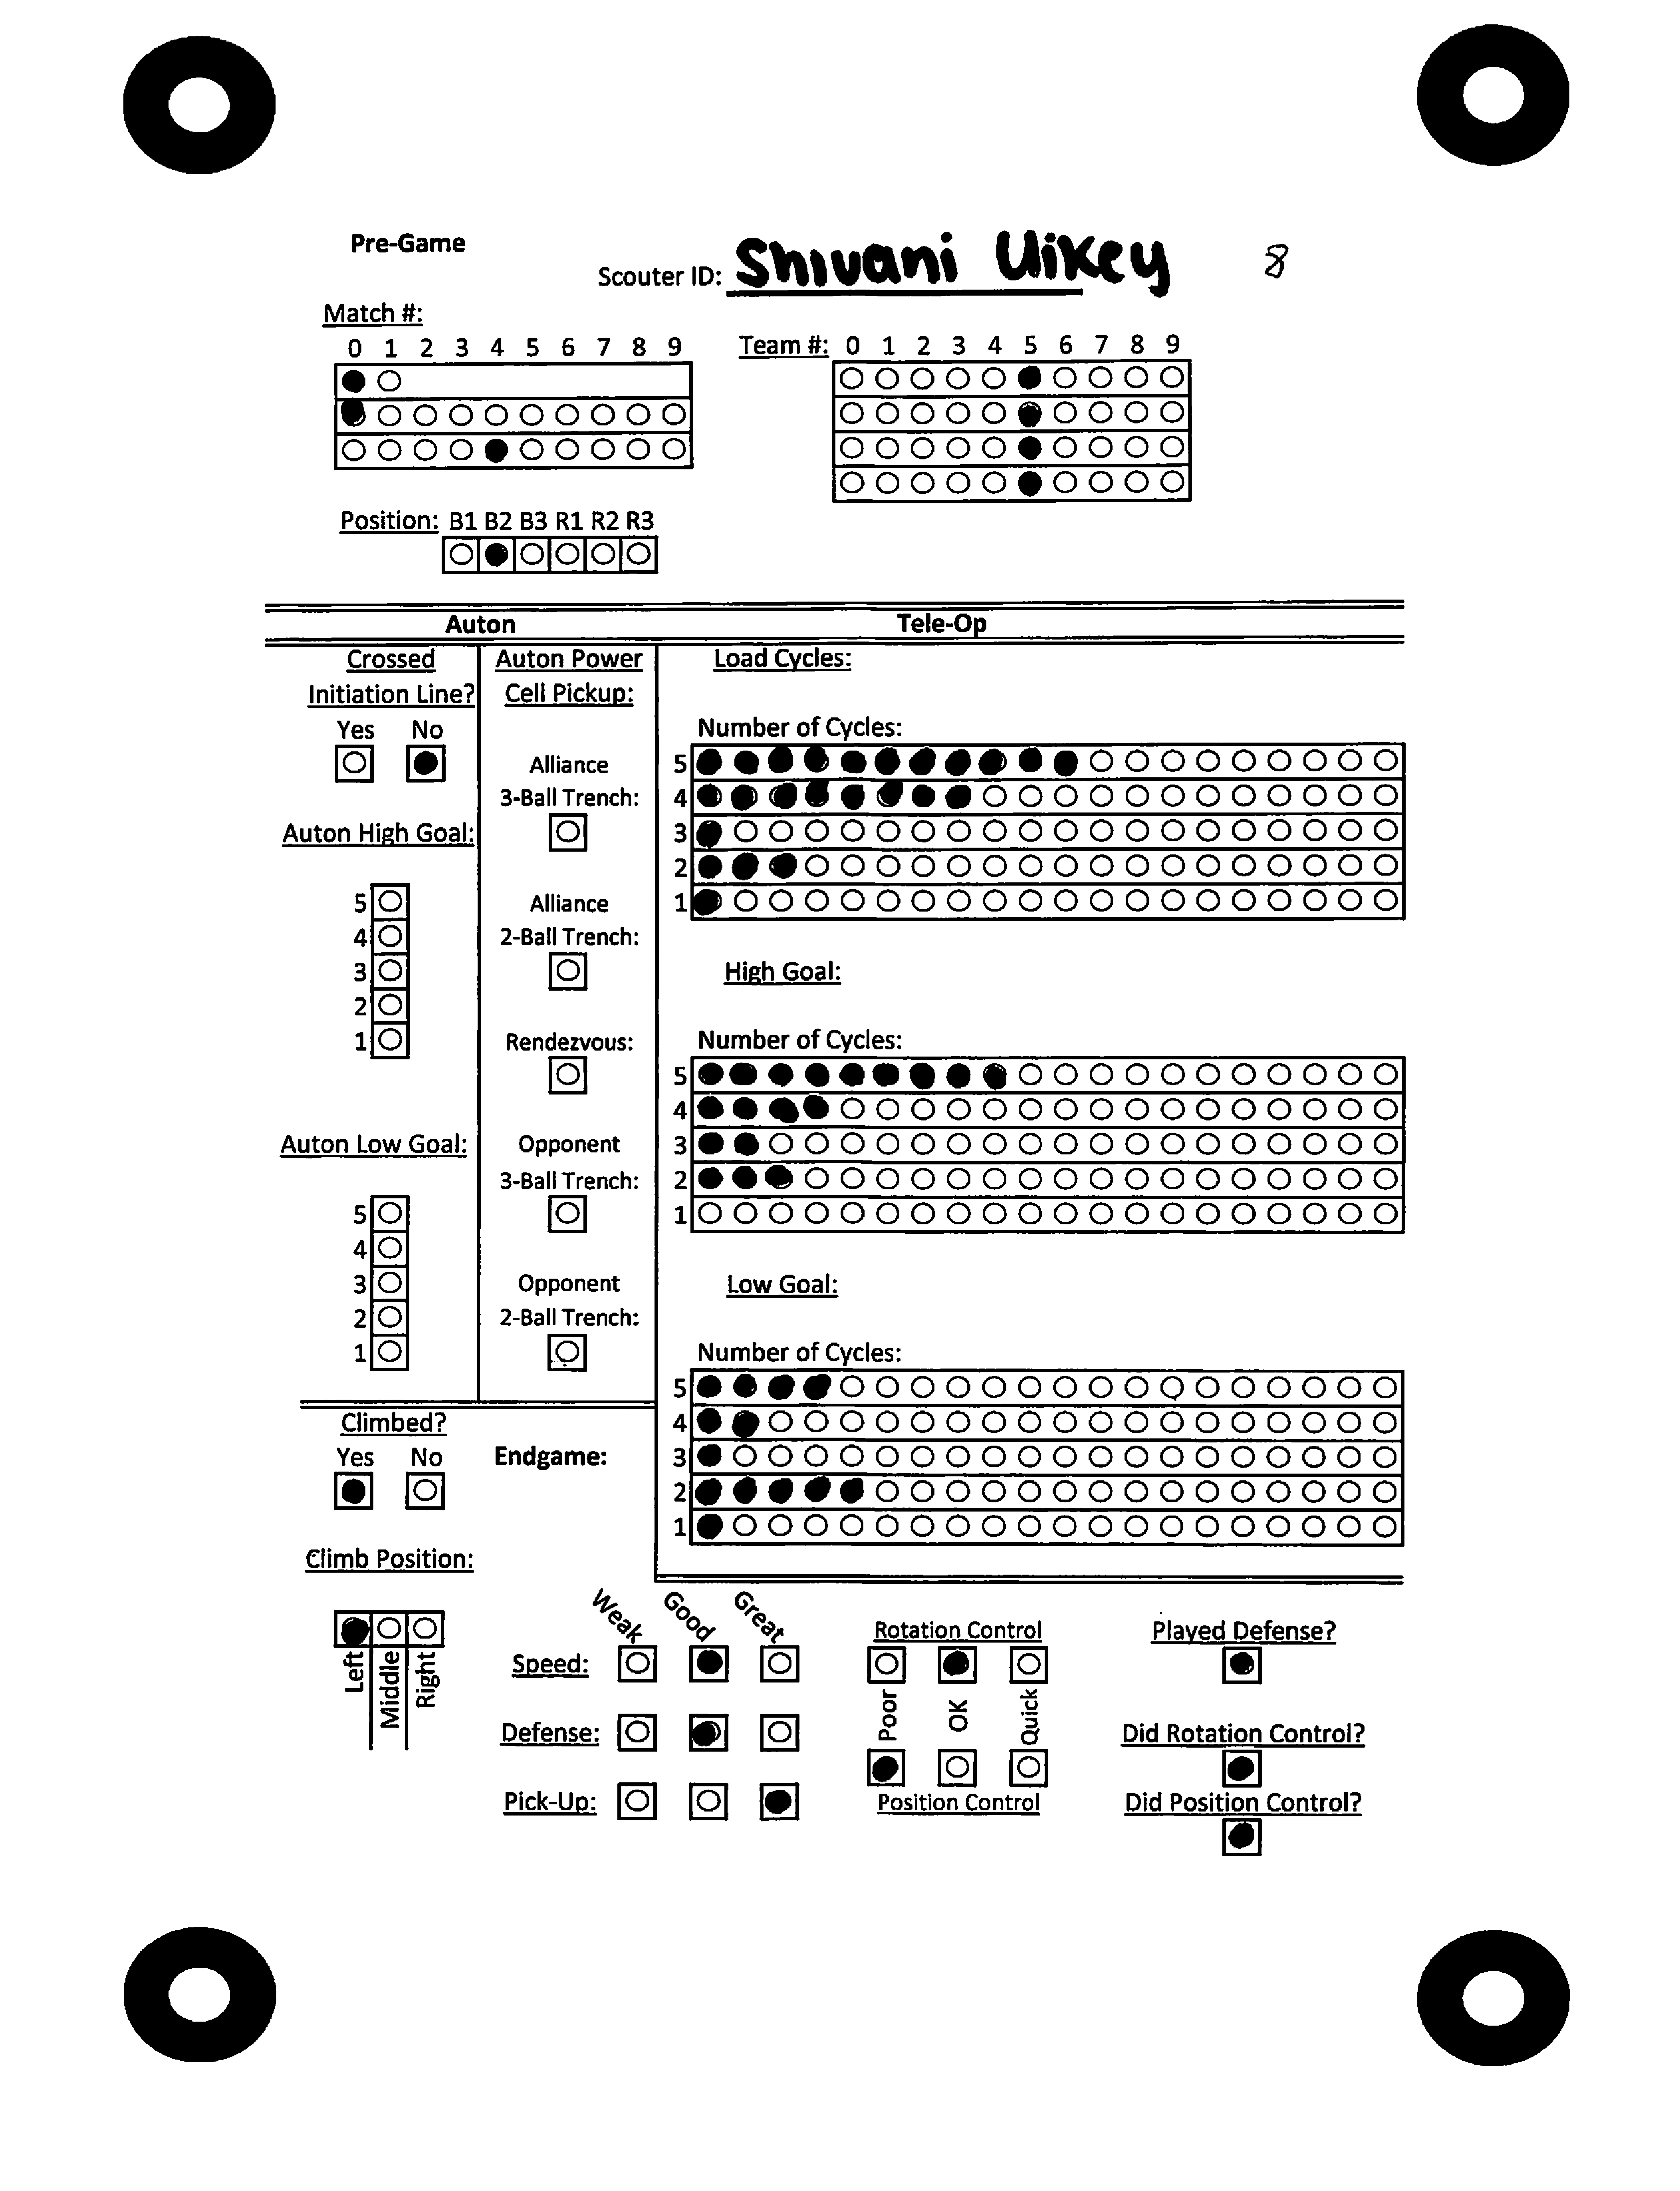 Pre-Game
Scouter ID: Shivani Uikey 8
Match #:
0 1 2 3 4 5 6 7 8 9
Team #: 0 1 2 3 4 5 6 7 8 9
Position: B1 B2 B3 R1 R2 R3
Auton
Tele-Op
Crossed
Initiation Line?
Yes No
Auton High Goal:
5
4
3
2
1
Auton Low Goal:
5
4
3
2
1
Auton Power
Cell Pickup:
Alliance
3-Ball Trench:
Alliance
2-Ball Trench:
Rendezvous:
Opponent
3-Ball Trench:
Opponent
2-Ball Trench:
Load Cycles:
Number of Cycles:
5
4
3
2
1
High Goal:
Number of Cycles:
5
4
3
2
1
Low Goal:
Number of Cycles:
5
4
3
2
1
Climbed?
Yes No
Endgame:
Climb Position:
Left
Middle
Right
Weak
Good
Great
Speed:
Defense:
Pick-Up:
Rotation Control
Poor
OK
Quick
Position Control
Played Defense?
Did Rotation Control?
Did Position Control?